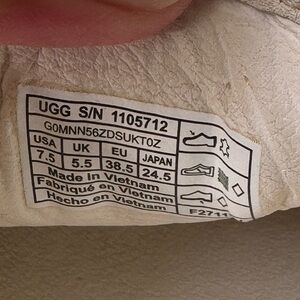 UGG S/N 1105712
G0MNN56ZDSUKT0Z
USA UK EU JAPAN
7.5 5.5 38.5 24.5
Made in Vietnam
Fabriqué en Vietnam
Hecho en Vietnam
F2711